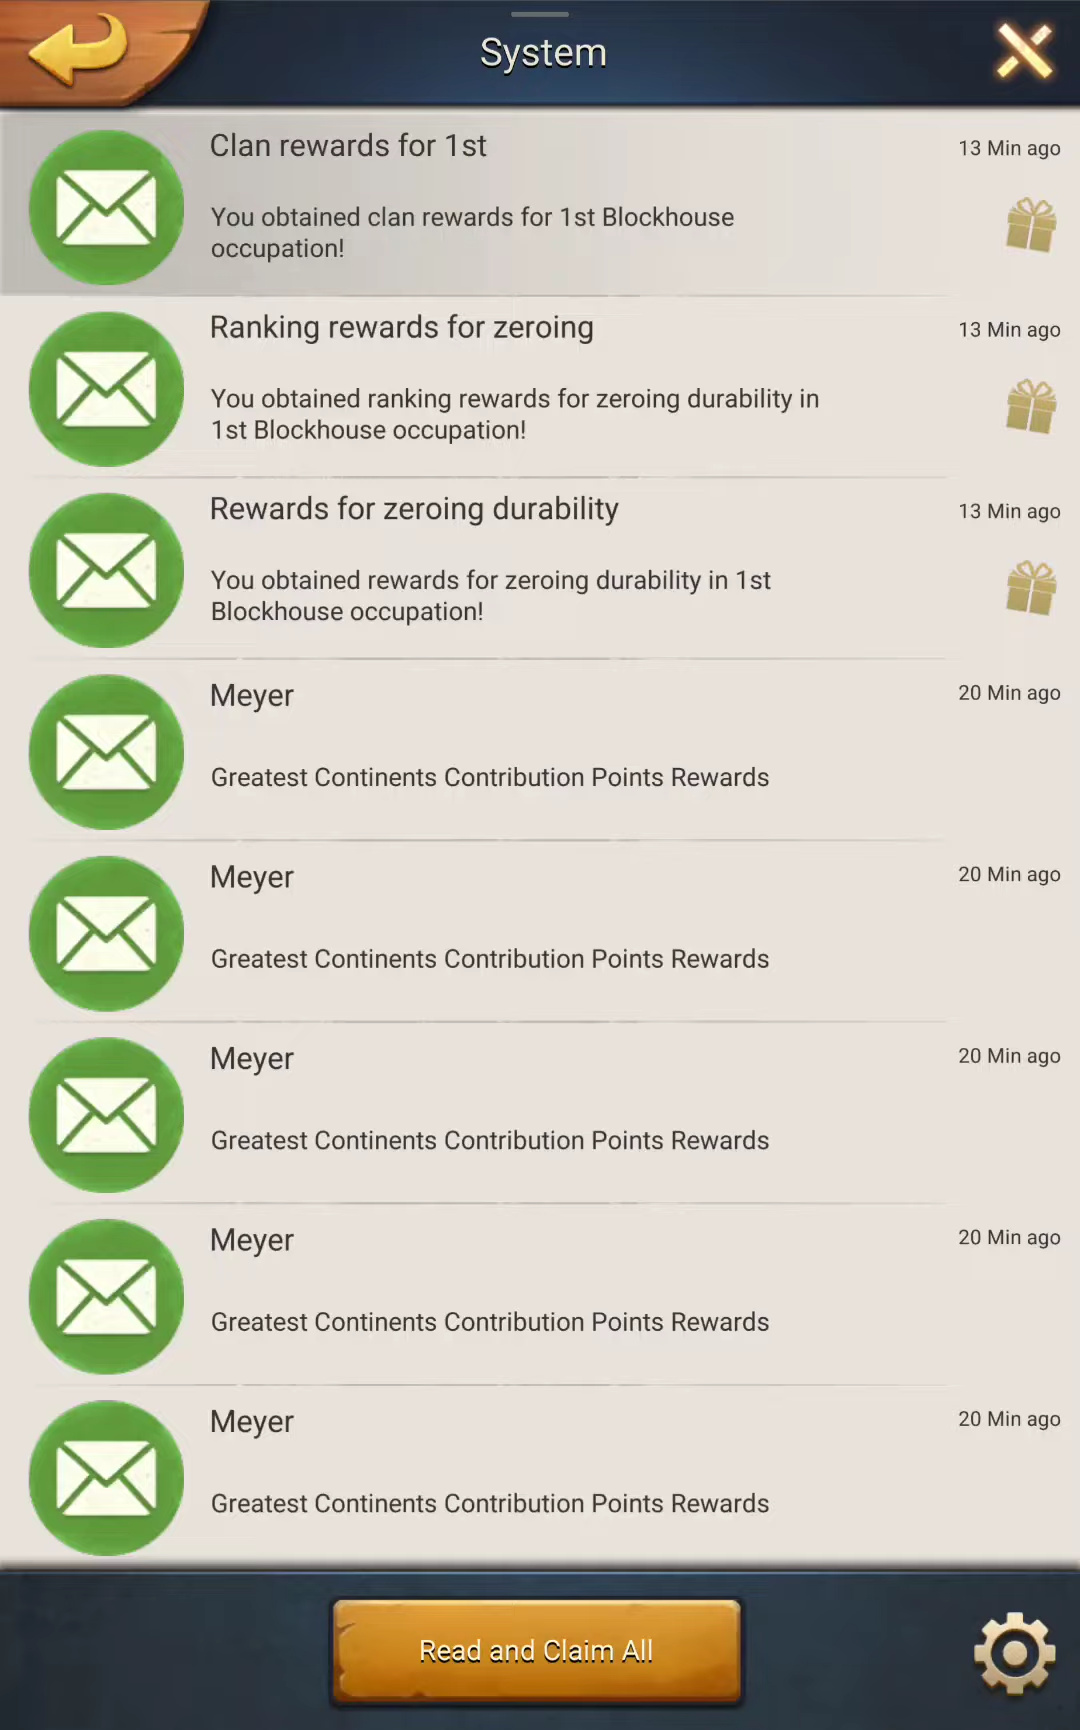 System
Clan rewards for 1st
13 Min ago
You obtained clan rewards for 1st Blockhouse
occupation!
Ranking rewards for zeroing
13 Min ago
You obtained ranking rewards for zeroing durability in
1st Blockhouse occupation!
Rewards for zeroing durability
13 Min ago
You obtained rewards for zeroing durability in 1st
Blockhouse occupation!
Meyer
20 Min ago
Greatest Continents Contribution Points Rewards
Meyer
20 Min ago
Greatest Continents Contribution Points Rewards
Meyer
20 Min ago
Greatest Continents Contribution Points Rewards
Meyer
20 Min ago
Greatest Continents Contribution Points Rewards
Meyer
20 Min ago
Greatest Continents Contribution Points Rewards
Read and Claim All